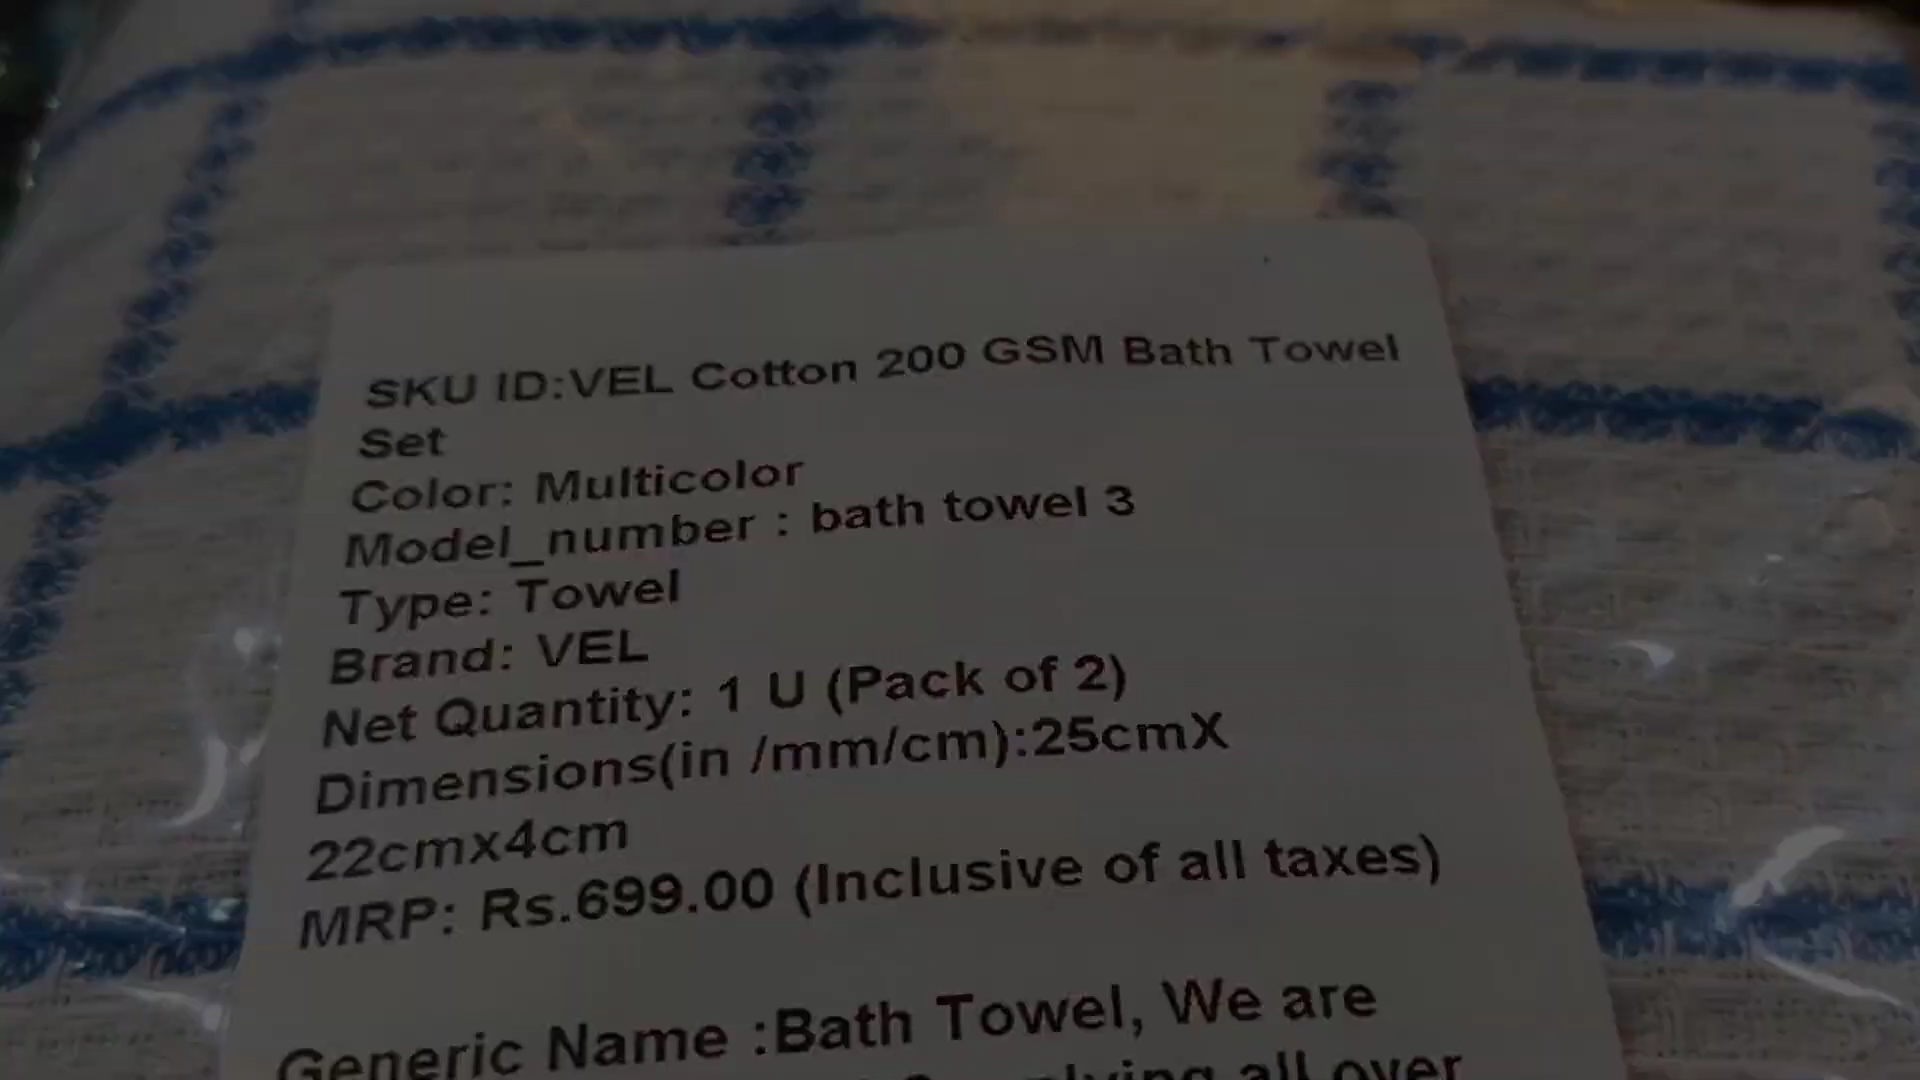 SKU ID:VEL Cotton 200 GSM Bath Towel
Set
Color: Multicolor
Model_number : bath towel 3
Type: Towel
Brand: VEL
Net Quantity: 1 U (Pack of 2)
Dimensions(in /mm/cm):25cmX
22cmx4cm
MRP: Rs.699.00 (Inclusive of all taxes)
Generic Name :Bath Towel, We are
all over